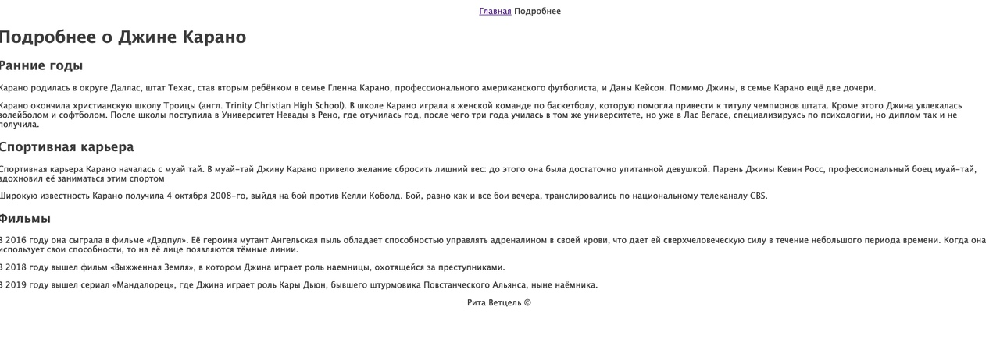 Главная Подробнее
Подробнее о Джине Карано
Ранние годы
Карано родилась в округе Даллас, штат Техас, став вторым ребёнком в семье Гленна Карано, профессионального американского футболиста, и Даны Кейсон. Помимо Джины, в семье Карано ещё две дочери.
Карано окончила христианскую школу Троицы (англ. Trinity Christian High School). В школе Карано играла в женской команде по баскетболу, которую помогла привести к титулу чемпионов штата. Кроме этого Джина увлекалась
волейболом и софтболом. После школы поступила в Университет Невады в Рено, где отучилась год, после чего три года училась в том же университете, но уже в Лас Вегасе, специализируясь по психологии, но диплом так и не
получила.
Спортивная карьера
Спортивная карьера Карано началась с муай тай. В муай-тай Джину Карано привело желание сбросить лишний вес: до этого она была достаточно упитанной девушкой. Парень Джины Кевин Росс, профессиональный боец муай-тай,
вдохновил её заниматься этим спортом
Широкую известность Карано получила 4 октября 2008-го, выйдя на бой против Келли Коболд. Бой, равно как и все бои вечера, транслировались по национальному телеканалу CBS.
Фильмы
В 2016 году она сыграла в фильме «Дэдпул». Её героиня мутант Ангельская пыль обладает способностью управлять адреналином в своей крови, что дает ей сверхчеловеческую силу в течение небольшого периода времени. Когда она
использует свои способности, то на её лице появляются тёмные линии.
В 2018 году вышел фильм «Выжженная Земля», в котором Джина играет роль наемницы, охотящейся за преступниками.
В 2019 году вышел сериал «Мандалорец», где Джина играет роль Кары Дьюн, бывшего штурмовика Повстанческого Альянса, ныне наёмника.
Рита Ветцель ©